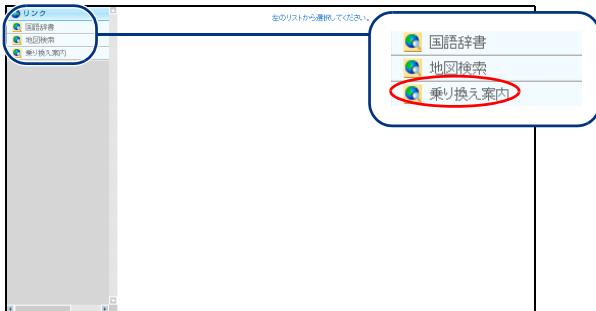 リンク
国語辞書
地図検索
乗り換え案内
左のリストから選択してください。
国語辞書
地図検索
乗り換え案内